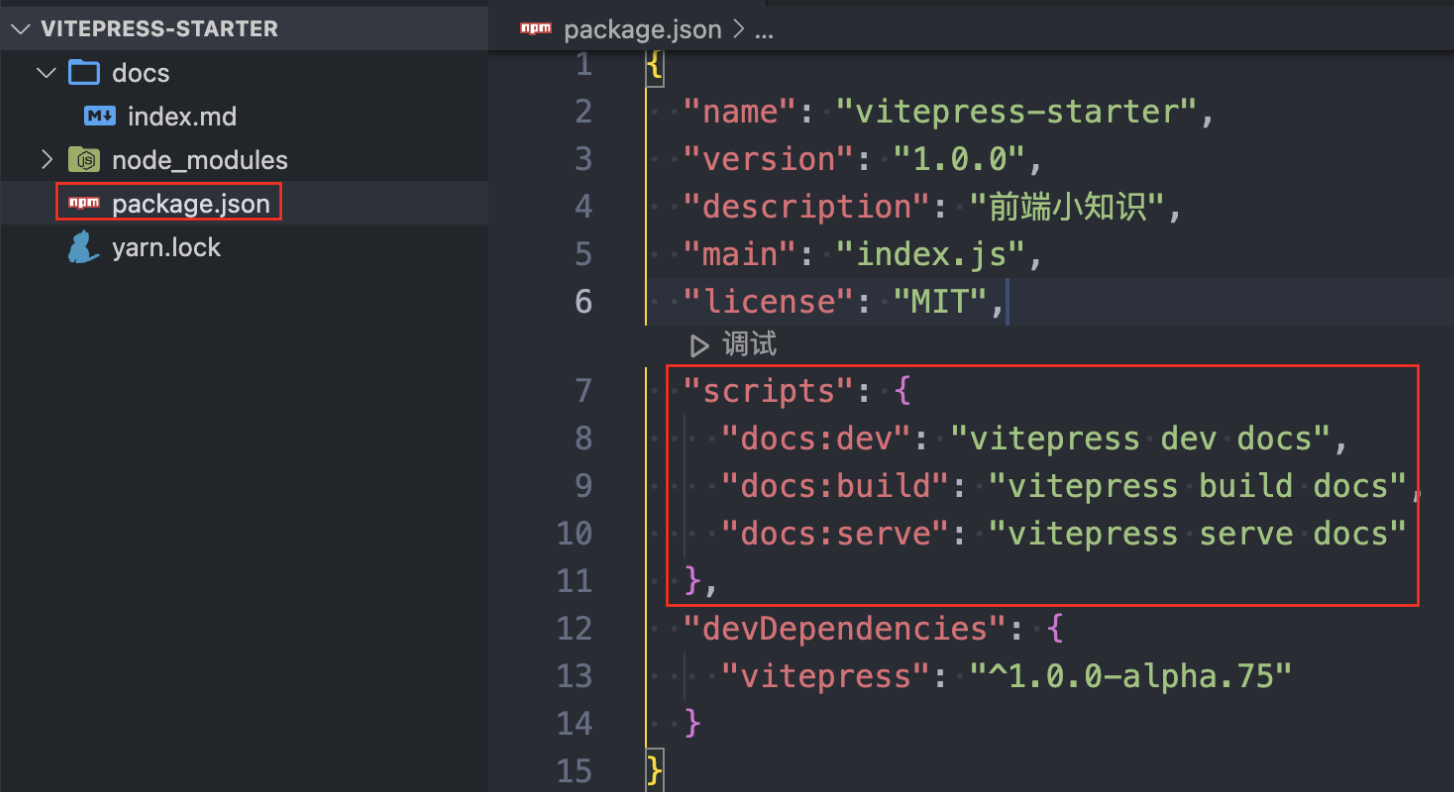 VITEPRESS-STARTER
docs
index.md
node_modules
package.json
yarn.lock
npm package.json > ...
1 {
2 "name": "vitepress-starter",
3 "version": "1.0.0",
4 "description": "前端小知识",
5 "main": "index.js",
6 "license": "MIT",
调试
7 "scripts": {
8 "docs:dev": "vitepress dev docs",
9 "docs:build": "vitepress build docs",
10 "docs:serve": "vitepress serve docs"
11 },
12 "devDependencies": {
13 "vitepress": "^1.0.0-alpha.75"
14 }
15 }